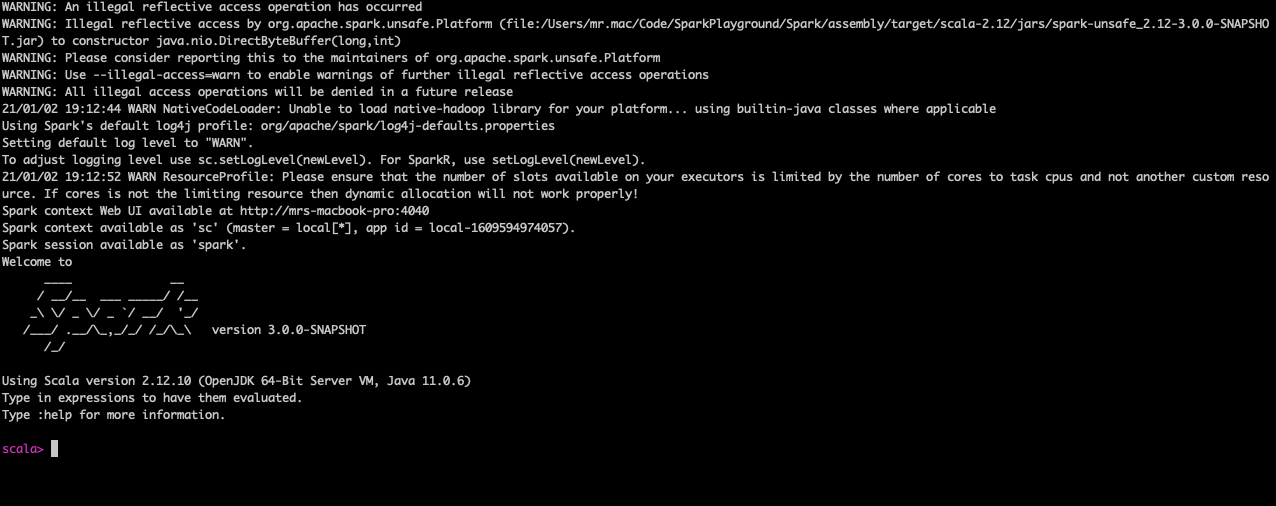 WARNING: An illegal reflective access operation has occurred
WARNING: Illegal reflective access by org.apache.spark.unsafe.Platform (file:/Users/mr.mac/Code/SparkPlayground/Spark/assembly/target/scala-2.12/jars/spark-unsafe_2.12-3.0.0-SNAPSHO
T.jar) to constructor java.nio.DirectByteBuffer(long,int)
WARNING: Please consider reporting this to the maintainers of org.apache.spark.unsafe.Platform
WARNING: Use --illegal-access=warn to enable warnings of further illegal reflective access operations
WARNING: All illegal access operations will be denied in a future release
21/01/02 19:12:44 WARN NativeCodeLoader: Unable to load native-hadoop library for your platform... using builtin-java classes where applicable
Using Spark's default log4j profile: org/apache/spark/log4j-defaults.properties
Setting default log level to "WARN".
To adjust logging level use sc.setLogLevel(newLevel). For SparkR, use setLogLevel(newLevel).
21/01/02 19:12:52 WARN ResourceProfile: Please ensure that the number of slots available on your executors is limited by the number of cores to task cpus and not another custom reso
urce. If cores is not the limiting resource then dynamic allocation will not work properly!
Spark context Web UI available at http://mrs-macbook-pro:4040
Spark context available as 'sc' (master = local[*], app id = local-1609594974057).
Spark session available as 'spark'.
Welcome to
      ____              __
     / __/__  ___ _____/ /__
    _\ \/ _ \/ _ `/ __/  '_/
   /___/ .__/\_,_/_/ /_/\_\   version 3.0.0-SNAPSHOT
      /_/
Using Scala version 2.12.10 (OpenJDK 64-Bit Server VM, Java 11.0.6)
Type in expressions to have them evaluated.
Type :help for more information.
scala>